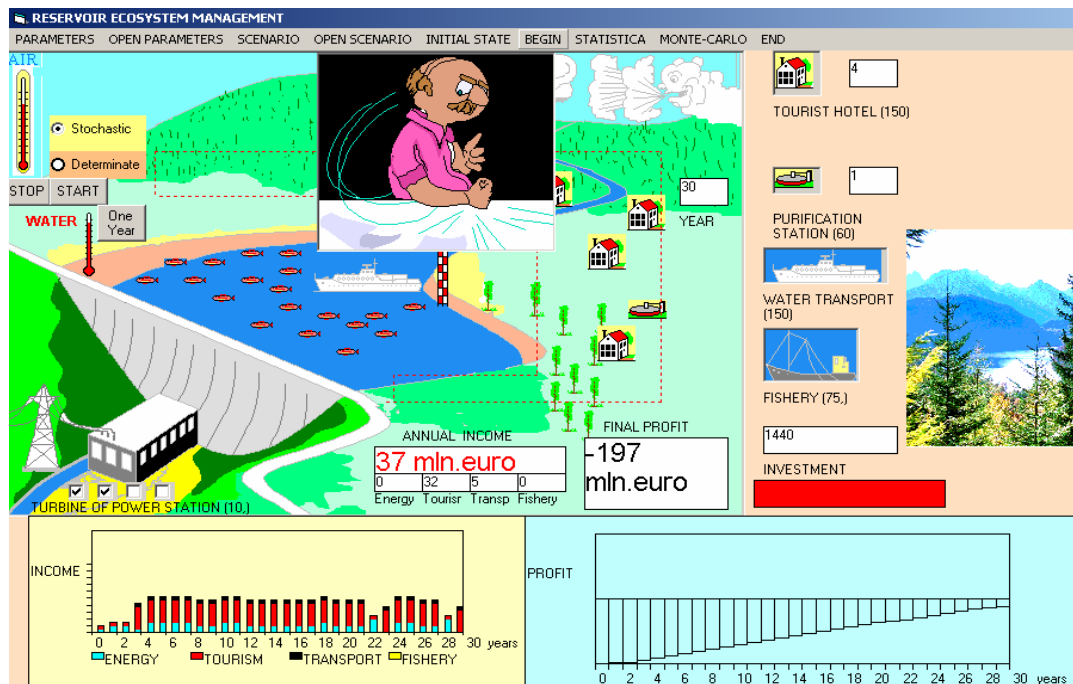 RESERVOIR ECOSYSTEM MANAGEMENT
PARAMETERS OPEN PARAMETERS SCENARIO OPEN SCENARIO INITIAL STATE BEGIN STATISTICA MONTE-CARLO END
AIR
Stochastic
Determinate
STOP START
WATER
One
Year
30
YEAR
4
TOURIST HOTEL (150)
1
PURIFICATION
STATION (60)
WATER TRANSPORT
(150)
FISHERY (75,)
1440
INVESTMENT
ANNUAL INCOME
37 mln.euro
0 32 5 0
Energy Tourisr Transp Fishery
FINAL PROFIT
-197
mln.euro
TURBINE OF POWER STATION (10,)
INCOME
0 2 4 6 8 10 12 14 16 18 20 22 24 26 28 30 years
ENERGY TOURISM TRANSPORT FISHERY
PROFIT
0 2 4 6 8 10 12 14 16 18 20 22 24 26 28 30 years